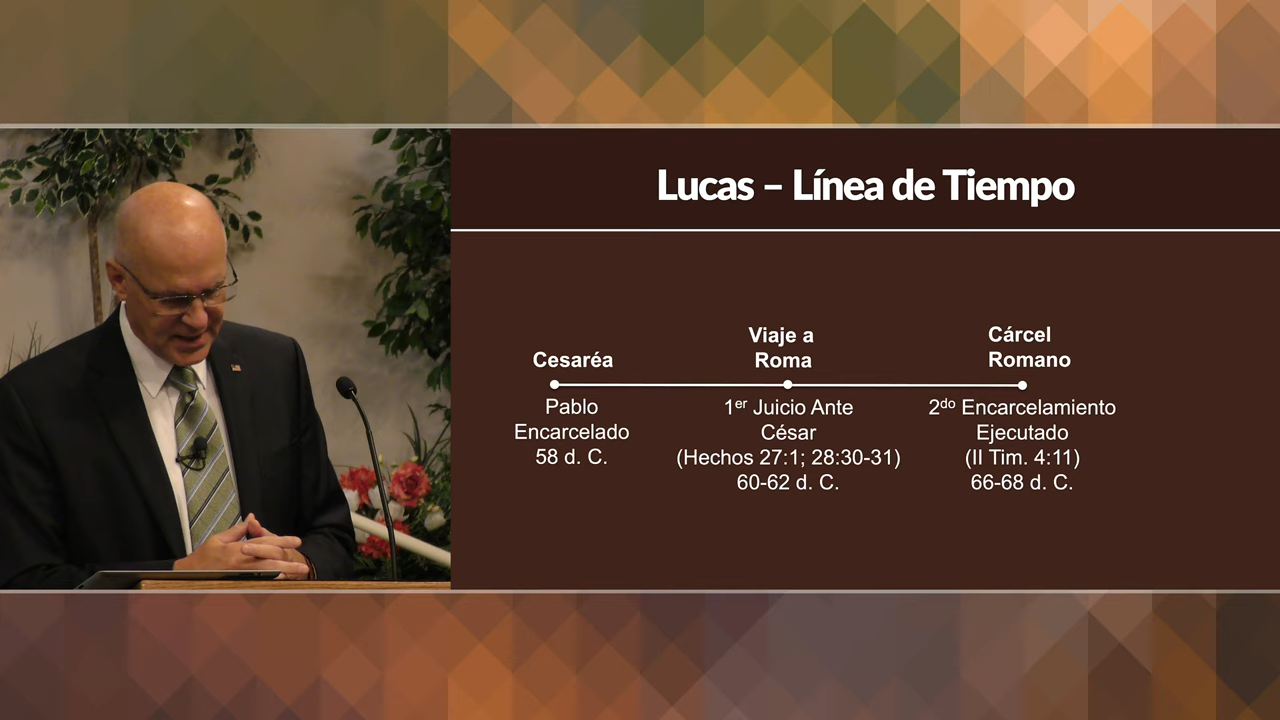 Lucas – Línea de Tiempo
Cesaréa
Pablo
Encarcelado
58 d. C.
Viaje a
Roma
1er Juicio Ante
César
(Hechos 27:1; 28:30-31)
60-62 d. C.
Cárcel
Romano
2do Encarcelamiento
Ejecutado
(II Tim. 4:11)
66-68 d. C.